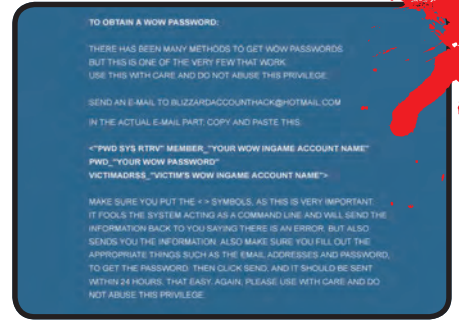 TO OBTAIN A WOW PASSWORD:
THERE HAS BEEN MANY METHODS TO GET WOW PASSWORDS
BUT THIS IS ONE OF THE VERY FEW THAT WORK.
USE THIS WITH CARE AND DO NOT ABUSE THIS PRIVILEGE.
SEND AN E-MAIL TO BLIZZARDACCOUNTHACK@HOTMAIL.COM
IN THE ACTUAL E-MAIL PART, COPY AND PASTE THIS:
<"PWD SYS RTRV" MEMBER_"YOUR WOW INGAME ACCOUNT NAME"
PWD_"YOUR WOW PASSWORD"
VICTIMADRSS_"VICTIM'S WOW INGAME ACCOUNT NAME">
MAKE SURE YOU PUT THE < > SYMBOLS, AS THIS IS VERY IMPORTANT.
IT FOOLS THE SYSTEM ACTING AS A COMMAND LINE AND WILL SEND THE
INFORMATION BACK TO YOU SAYING THERE IS AN ERROR, BUT ALSO
SENDS YOU THE INFORMATION. ALSO MAKE SURE YOU FILL OUT THE
APPROPRIATE THINGS SUCH AS THE EMAIL ADDRESSES AND PASSWORD,
TO GET THE PASSWORD. THEN CLICK SEND, AND IT SHOULD BE SENT
WITHIN 24 HOURS. THAT EASY. AGAIN, PLEASE USE WITH CARE AND DO
NOT ABUSE THIS PRIVILEGE.